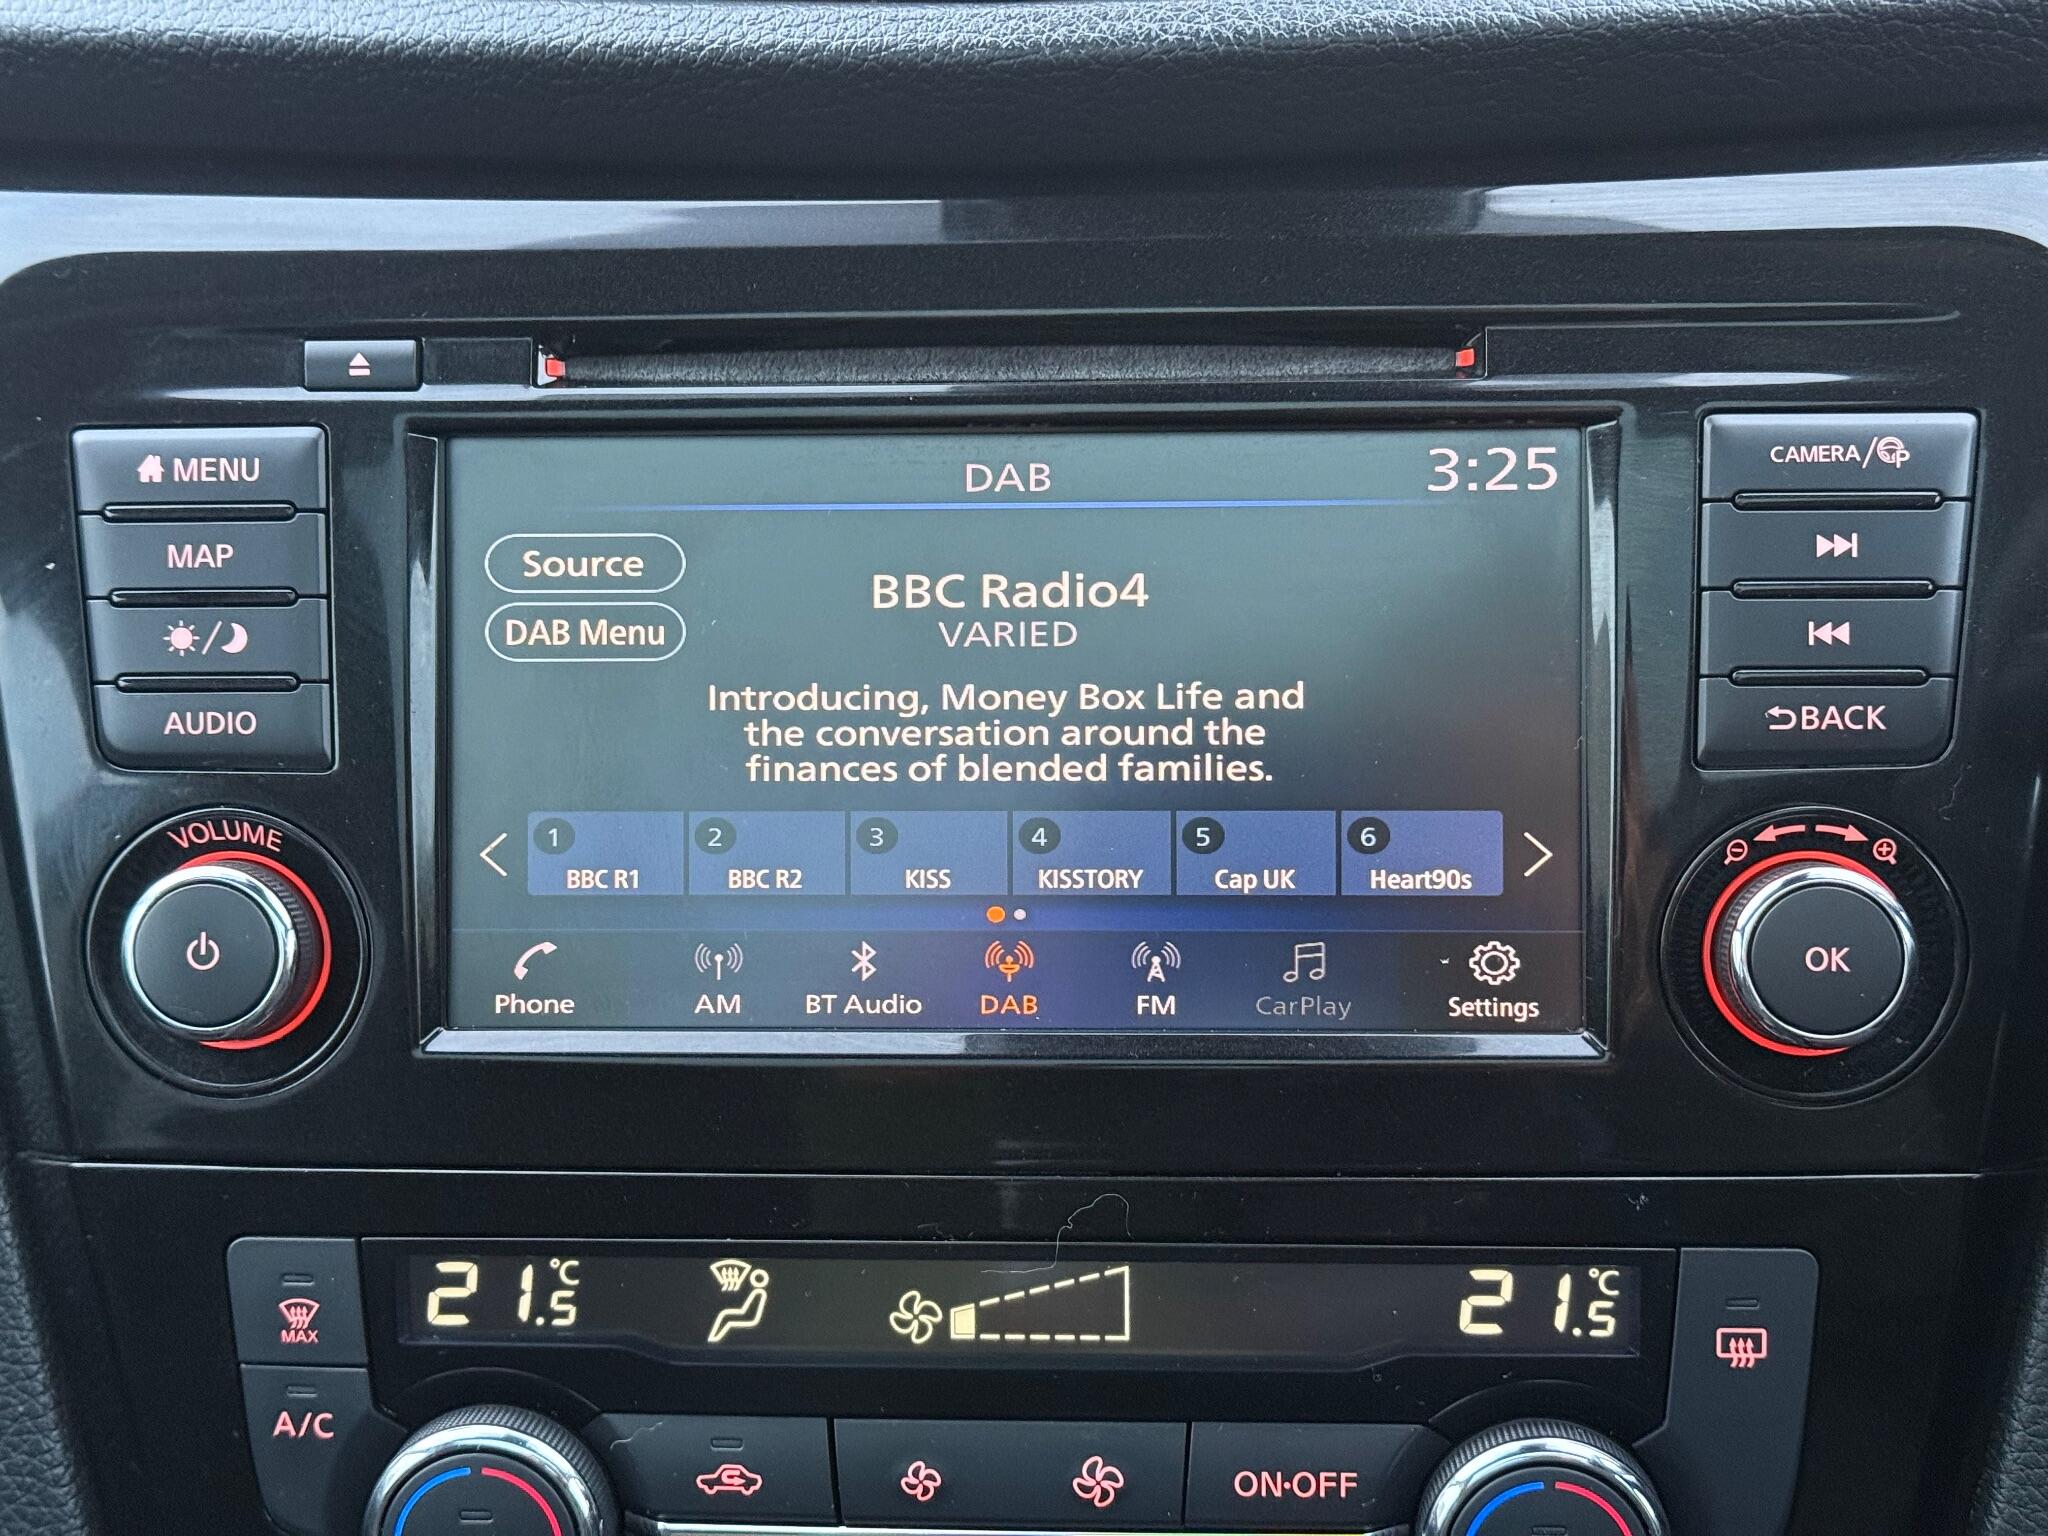 MENU
MAP
AUDIO
VOLUME
DAB
3:25
Source
DAB Menu
BBC Radio4
VARIED
Introducing, Money Box Life and
the conversation around the
finances of blended families.
1 2 3 4 5 6
BBC R1 BBC R2 KISS KISSTORY Cap UK Heart90s
Phone AM BT Audio DAB FM CarPlay Settings
CAMERA/P
BACK
OK
MAX
21.5°C
21.5°C
A/C
ON•OFF